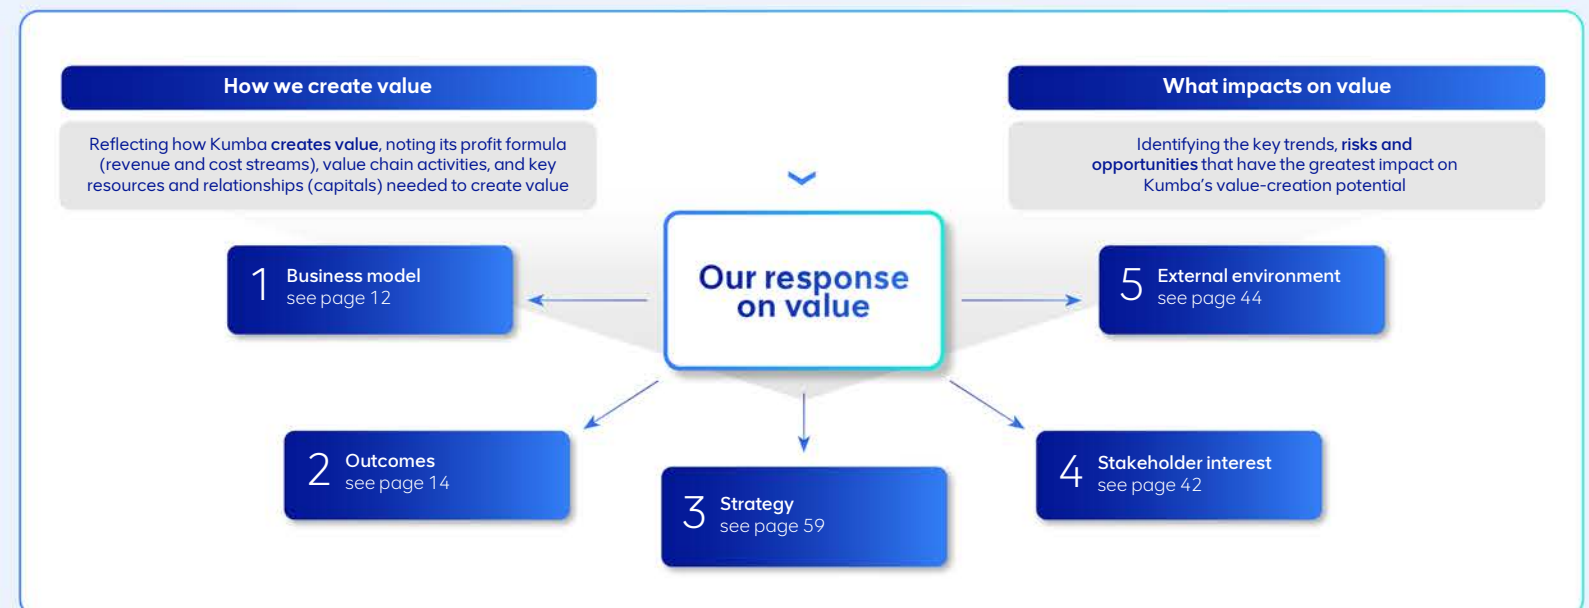 How we create value
Reflecting how Kumba creates value, noting its profit formula
(revenue and cost streams), value chain activities, and key
resources and relationships (capitals) needed to create value
What impacts on value
Identifying the key trends, risks and
opportunities that have the greatest impact on
Kumba's value-creation potential
Our response
on value
1
Business model
see page 12
2
Outcomes
see page 14
3
Strategy
see page 59
4
Stakeholder interest
see page 42
5
External environment
see page 44